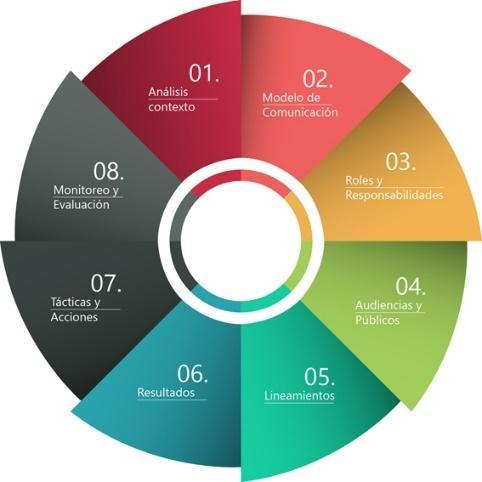 01.
Análisis
contexto
02.
Modelo de
Comunicación
03.
Roles y
Responsabilidades
04.
Audiencias y
Públicos
05.
Lineamientos
06.
Resultados
07.
Tácticas y
Acciones
08.
Monitoreo y
Evaluación